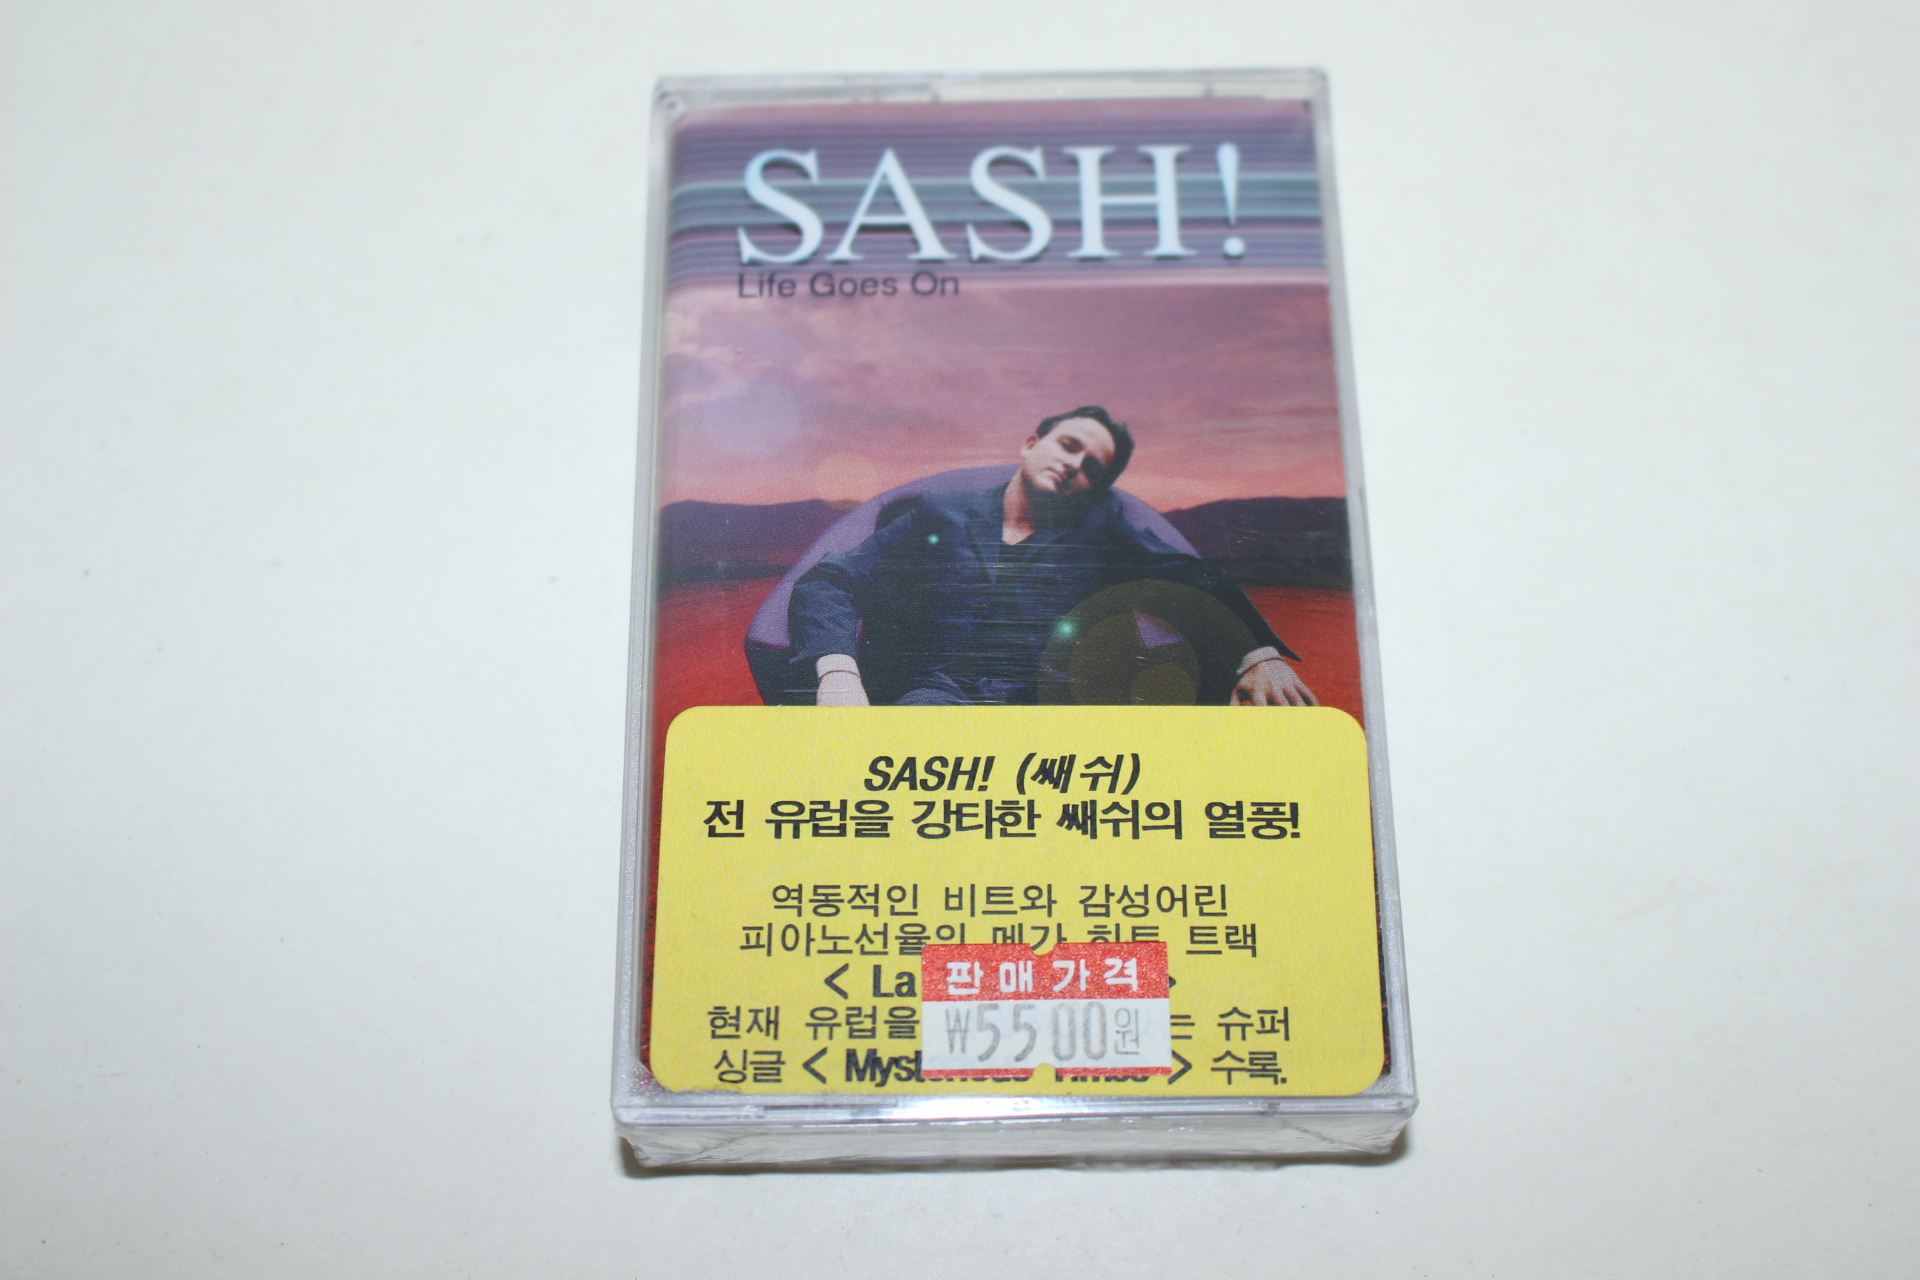 SASH!
Life Goes On
SASH! (쌔쉬)
전 유럽을 강타한 쌔쉬의 열풍!
역동적인 비트와 감성어린
피아노선율의 메가 히트 트랙
< La >
현재 유럽을 는 슈퍼
싱글 < Mysterious Times > 수록.
판매가격
₩5500원